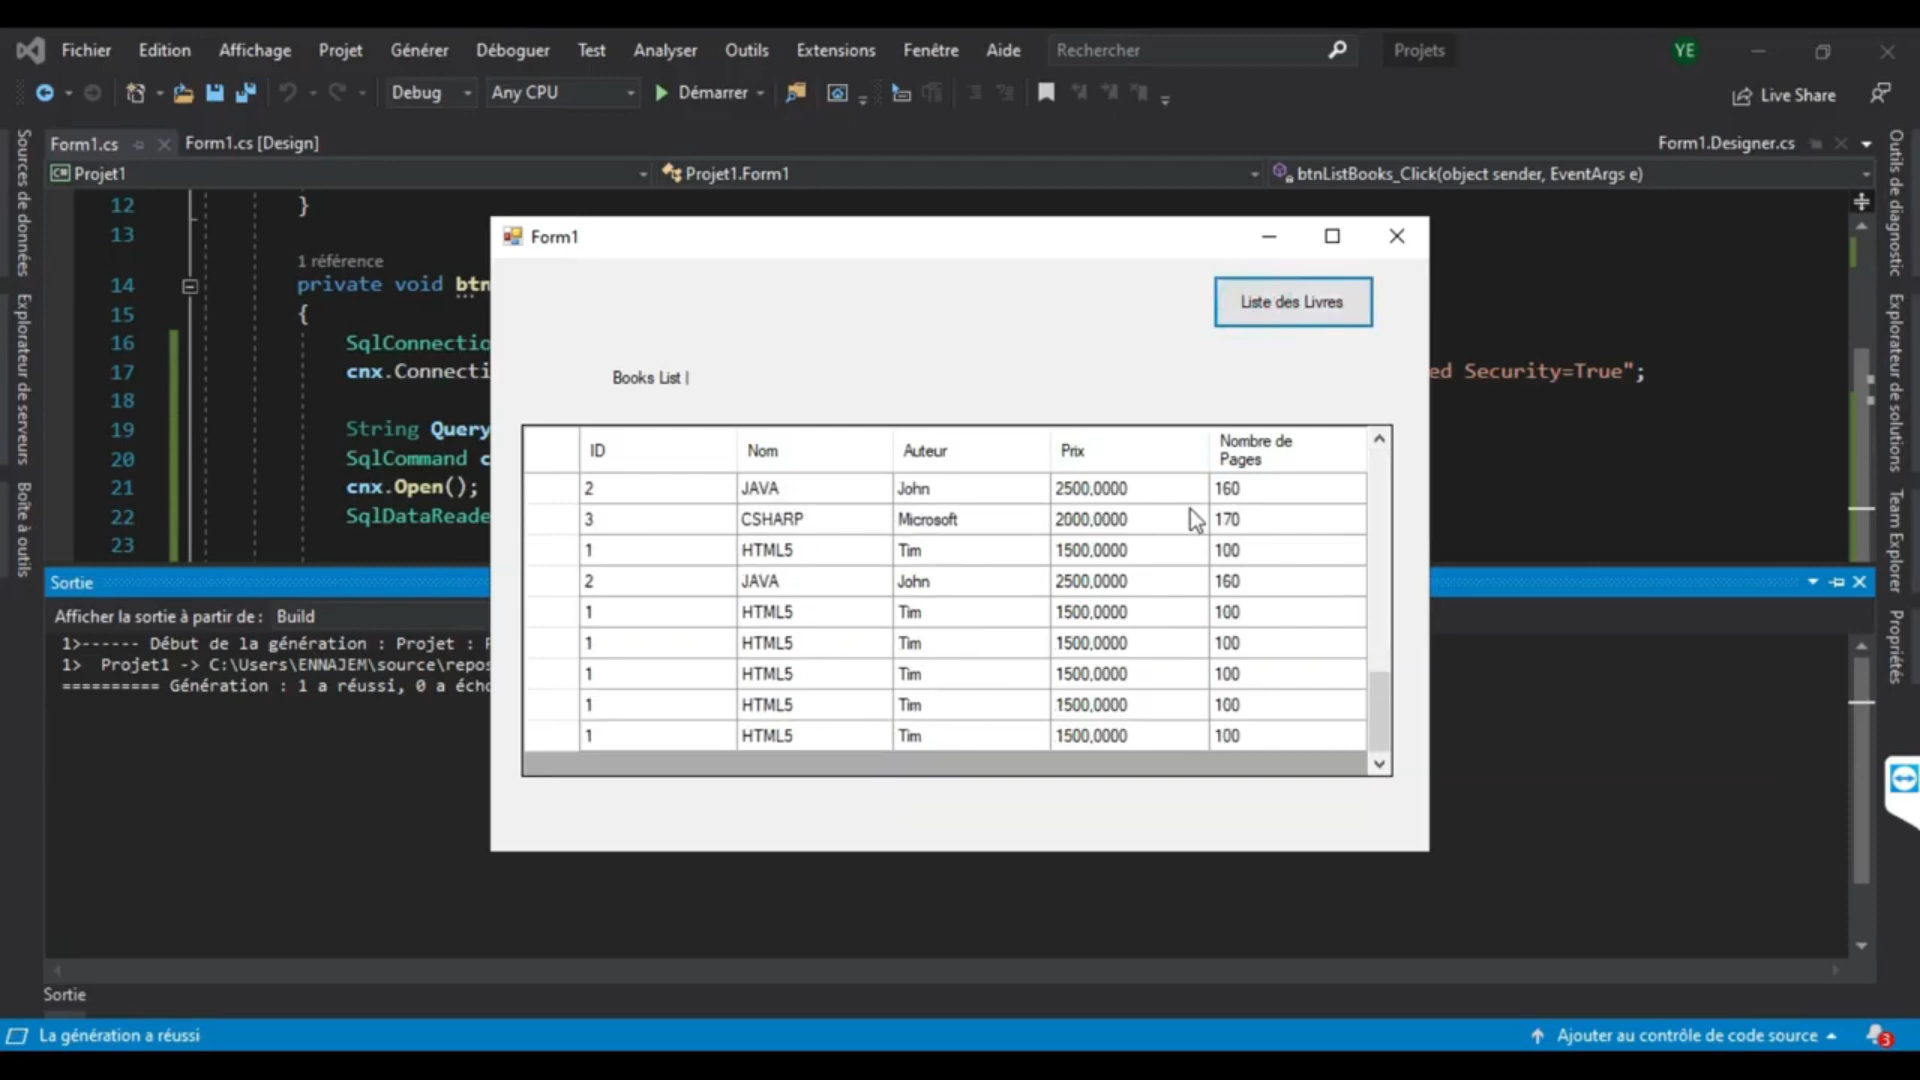 Fichier Edition Affichage Projet Générer Déboguer Test Analyser Outils Extensions Fenêtre Aide Rechercher Projets YE
Debug Any CPU Démarrer Live Share
Form1.cs Form1.cs [Design] Form1.Designer.cs
Projet1 Projet1.Form1 btnListBooks_Click(object sender, EventArgs e)
Sources de données
Explorateur de serveurs
Boîte à outils
12 }
13
1 référence
14 private void btn
15 {
16 SqlConnectio
17 cnx.Connecti ed Security=True";
18
19 String Query
20 SqlCommand c
21 cnx.Open();
22 SqlDataReade
23
Form1
Liste des Livres
Books List |
ID Nom Auteur Prix Nombre de Pages
2 JAVA John 2500,0000 160
3 CSHARP Microsoft 2000,0000 170
1 HTML5 Tim 1500,0000 100
2 JAVA John 2500,0000 160
1 HTML5 Tim 1500,0000 100
1 HTML5 Tim 1500,0000 100
1 HTML5 Tim 1500,0000 100
1 HTML5 Tim 1500,0000 100
1 HTML5 Tim 1500,0000 100
Sortie
Afficher la sortie à partir de : Build
1>------ Début de la génération : Projet : P
1> Projet1 -> C:\Users\ENNAJEM\source\repos
========== Génération : 1 a réussi, 0 a écho
Outils de diagnostic
Explorateur de solutions
Team Explorer
Propriétés
Sortie
La génération a réussi Ajouter au contrôle de code source 3